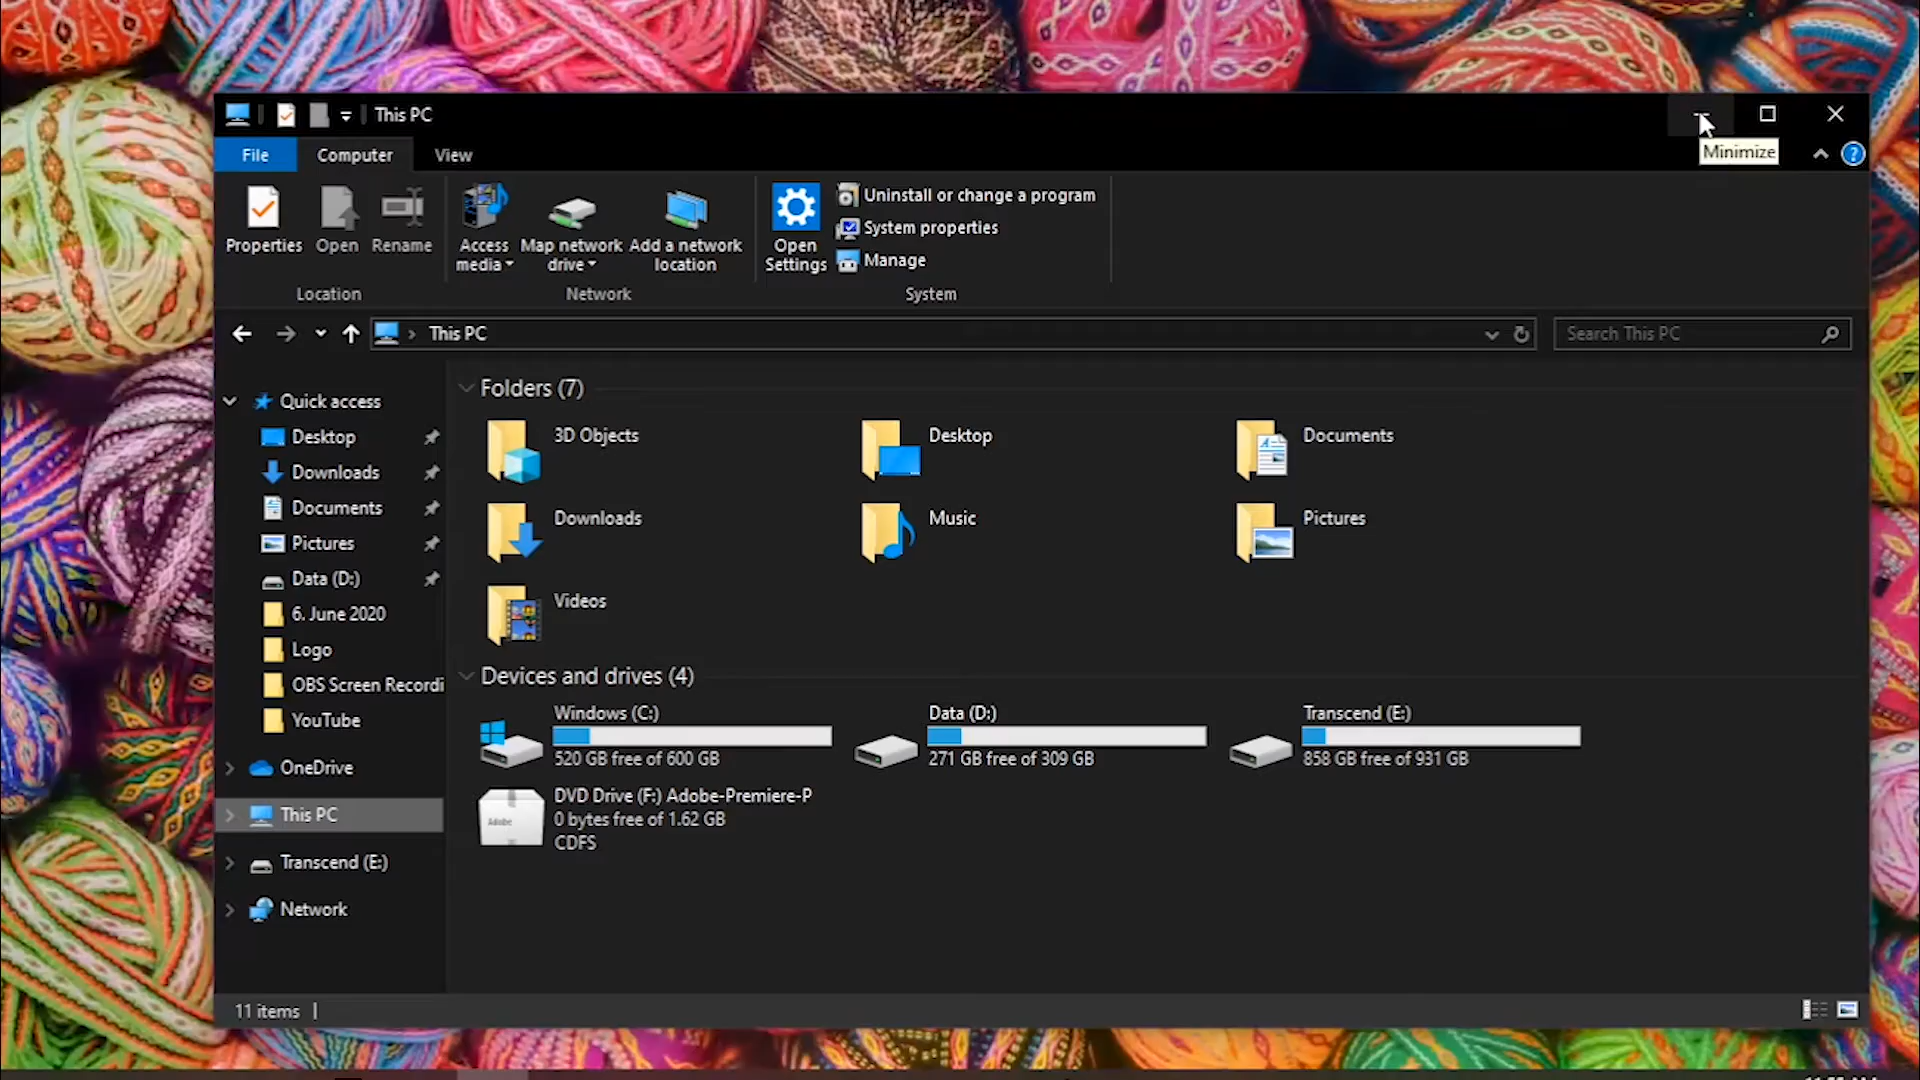 This PC
Minimize
File
Computer
View
Properties
Open
Rename
Access
media
Map network
drive
Add a network
location
Open
Settings
Uninstall or change a program
System properties
Manage
Location
Network
System
This PC
Search This PC
Quick access
Desktop
Downloads
Documents
Pictures
Data (D:)
6. June 2020
Logo
OBS Screen Recordi
YouTube
OneDrive
This PC
Transcend (E:)
Network
Folders (7)
3D Objects
Desktop
Documents
Downloads
Music
Pictures
Videos
Devices and drives (4)
Windows (C:)
520 GB free of 600 GB
Data (D:)
271 GB free of 309 GB
Transcend (E:)
858 GB free of 931 GB
Adobe
DVD Drive (F:) Adobe-Premiere-P
0 bytes free of 1.62 GB
CDFS
11 items